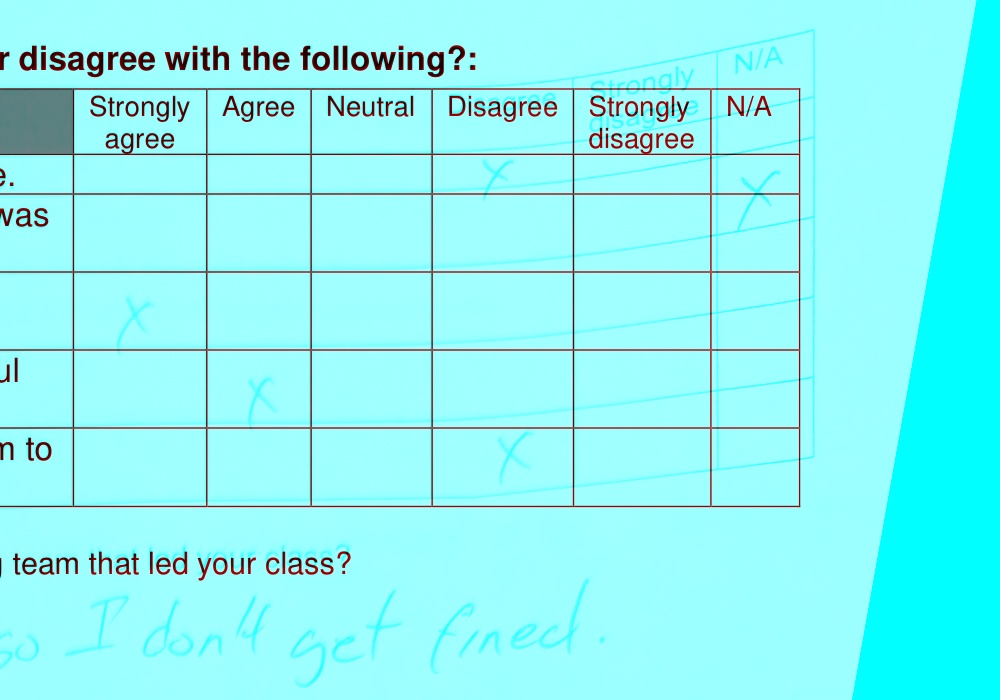 r disagree with the following?:
Strongly agree Agree Neutral Disagree Strongly disagree N/A
e.
X
was
X
X
ul
X
m to
X
g team that led your class?
so I don't get fined.